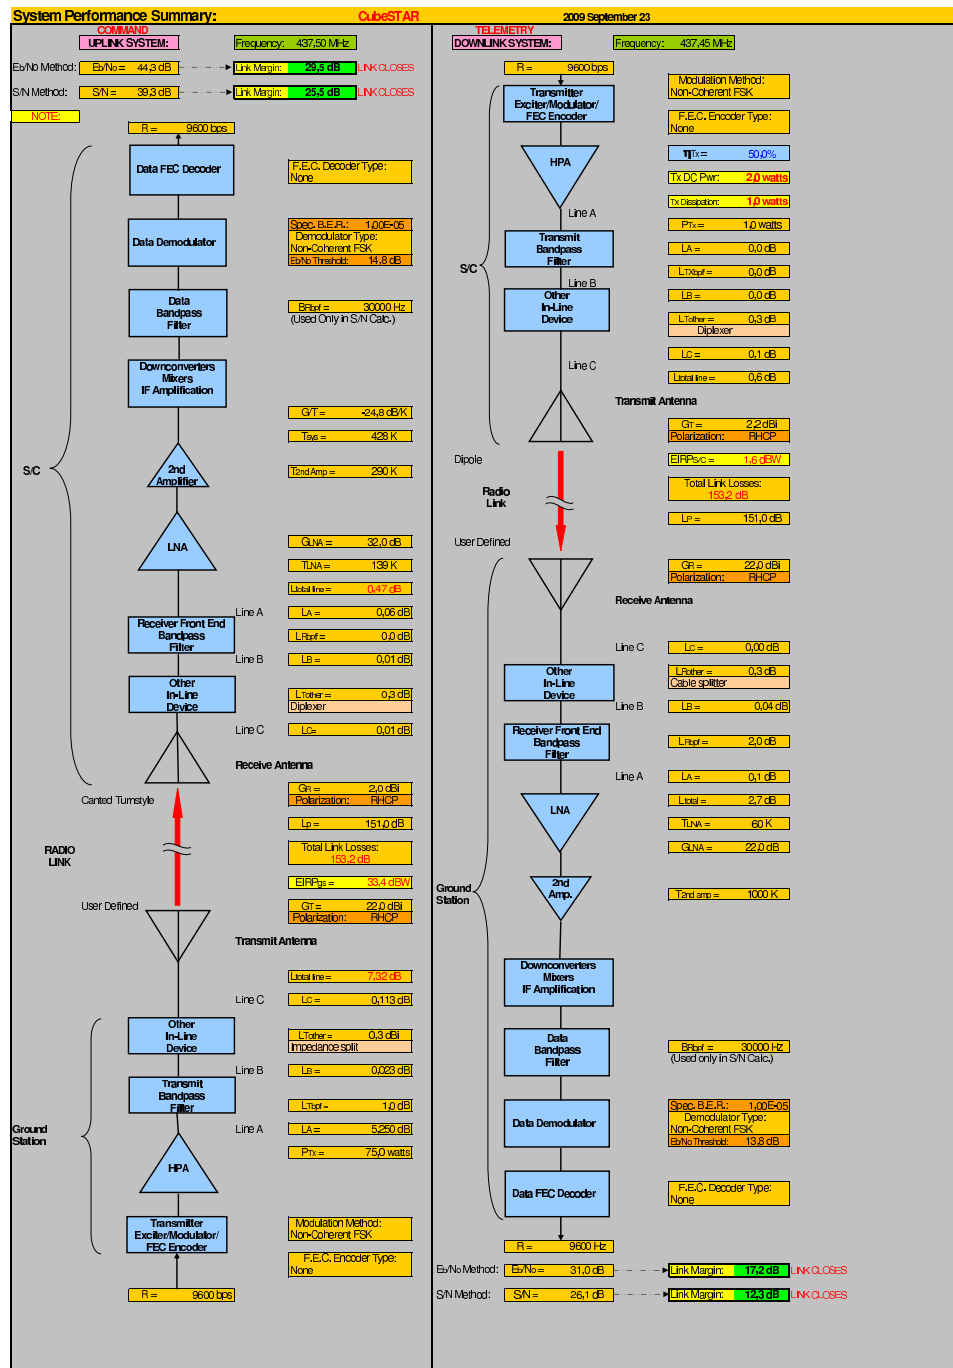 System Performance Summary: CubeSTAR 2009 September 23
COMMAND
UPLINK SYSTEM: Frequency: 437,50 MHz
Eb/No Method: Eb/No = 44,3 dB Link Margin: 29,5 dB LINK CLOSES
S/N Method: S/N = 39,3 dB Link Margin: 25,5 dB LINK CLOSES
NOTE:
R = 9600 bps
Data FEC Decoder
F.E.C. Decoder Type:
None
Data Demodulator
Spec. B.E.R.: 1,00E-05
Demodulator Type:
Non-Coherent FSK
Eb/No Threshold: 14,8 dB
Data
Bandpass
Filter
BRbpf = 30000 Hz
(Used Only in S/N Calc.)
Downconverters
Mixers
IF Amplification
G/T = -24,8 dB/K
Tsys = 428 K
S/C
2nd
Amplifier
T2nd Amp = 290 K
LNA
GLNA = 32,0 dB
TLNA = 139 K
Ltotal line = 0,47 dB
Line A LA = 0,06 dB
Receiver Front End
Bandpass
Filter
LRbpf = 0,0 dB
Line B LB = 0,01 dB
Other
In-Line
Device
LTother = 0,3 dB
Diplexer
Line C LC= 0,01 dB
Receive Antenna
Canted Turnstyle
GR = 2,0 dBi
Polarization: RHCP
Lp = 151,0 dB
RADIO
LINK
Total Link Losses:
153,2 dB
EIRPgs = 33,4 dBW
User Defined
GT = 22,0 dBi
Polarization: RHCP
Transmit Antenna
Ltotal line = 7,32 dB
Line C LC = 0,113 dB
Other
In-Line
Device
LTother = 0,3 dBi
Impedance split
Line B LB = 0,023 dB
Transmit
Bandpass
Filter
LTbpf = 1,0 dB
Ground
Station
Line A LA = 5,250 dB
PTX = 75,0 watts
HPA
Transmitter
Exciter/Modulator/
FEC Encoder
Modulation Method:
Non-Coherent FSK
F.E.C. Encoder Type:
None
R = 9600 bps
TELEMETRY
DOWNLINK SYSTEM: Frequency: 437,45 MHz
R = 9600 bps
Transmitter
Exciter/Modulator/
FEC Encoder
Modulation Method:
Non-Coherent FSK
F.E.C. Encoder Type:
None
HPA
ηTx = 50,0%
Tx DC Pwr: 2,0 watts
Tx Dissipation: 1,0 watts
Line A
PTx = 1,0 watts
S/C
Transmit
Bandpass
Filter
LA = 0,0 dB
LTXbpf = 0,0 dB
Line B
LB = 0,0 dB
Other
In-Line
Device
LTother = 0,3 dB
Diplexer
Line C
LC = 0,1 dB
Ltotal line = 0,6 dB
Transmit Antenna
GT = 2,2 dBi
Polarization: RHCP
Dipole
EIRPS/C = 1,6 dBW
Radio
Link
Total Link Losses:
153,2 dB
LP = 151,0 dB
User Defined
GR = 22,0 dBi
Polarization: RHCP
Receive Antenna
Line C LC = 0,00 dB
Other
In-Line
Device
LRother = 0,3 dB
Cable splitter
Line B LB = 0,04 dB
Receiver Front End
Bandpass
Filter
LRbpf = 2,0 dB
Line A LA = 0,1 dB
LNA
Ltotal = 2,7 dB
TLNA = 60 K
GLNA = 22,0 dB
Ground
Station
2nd
Amp.
T2nd amp = 1000 K
Downconverters
Mixers
IF Amplification
Data
Bandpass
Filter
BRbpf = 30000 Hz
(Used only in S/N Calc.)
Data Demodulator
Spec. B.E.R.: 1,00E-05
Demodulator Type:
Non-Coherent FSK
Eb/No Threshold: 13,8 dB
Data FEC Decoder
F.E.C. Decoder Type:
None
R = 9600 Hz
Eb/No Method: Eb/No = 31,0 dB Link Margin: 17,2 dB LINK CLOSES
S/N Method: S/N = 26,1 dB Link Margin: 12,3 dB LINK CLOSES